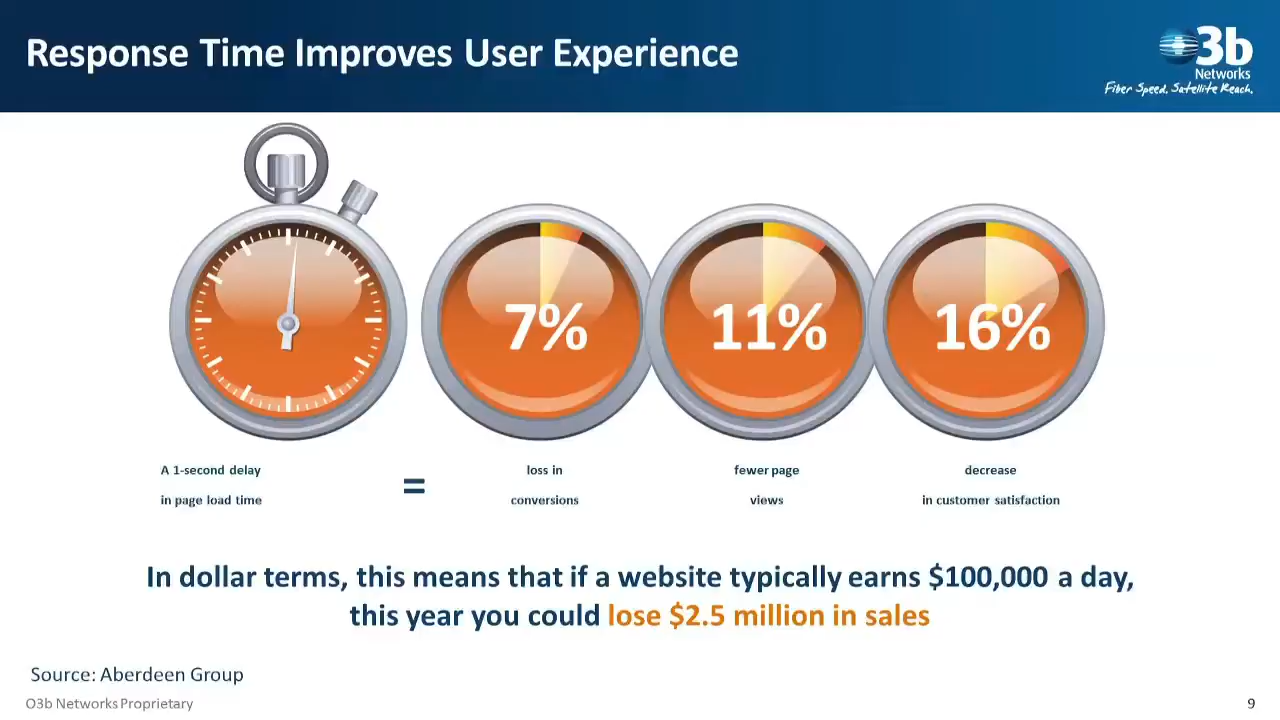 Response Time Improves User Experience
O3b
Networks
Fiber Speed. Satellite Reach.
7%
11%
16%
A 1-second delay
in page load time
=
loss in
conversions
fewer page
views
decrease
in customer satisfaction
In dollar terms, this means that if a website typically earns $100,000 a day,
this year you could lose $2.5 million in sales
Source: Aberdeen Group
O3b Networks Proprietary
9